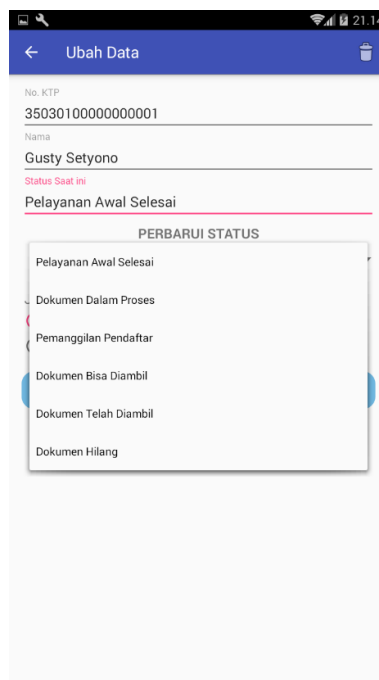 21.14
Ubah Data
No. KTP
35030100000000001
Nama
Gusty Setyono
Status Saat ini
Pelayanan Awal Selesai
PERBARUI STATUS
Pelayanan Awal Selesai
Dokumen Dalam Proses
Pemanggilan Pendaftar
Dokumen Bisa Diambil
Dokumen Telah Diambil
Dokumen Hilang